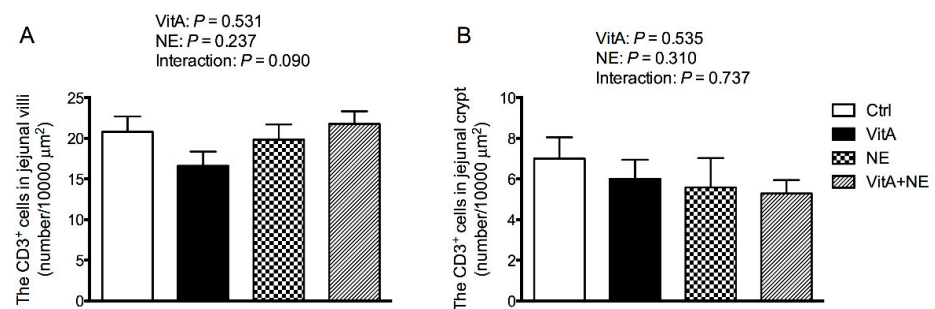 A
VitA: P = 0.531
NE: P = 0.237
Interaction: P = 0.090
The CD3+ cells in jejunal villi
(number/10000 μm2)
25
20
15
10
5
0
B
VitA: P = 0.535
NE: P = 0.310
Interaction: P = 0.737
The CD3+ cells in jejunal crypt
(number/10000 μm2)
10
8
6
4
2
0
Ctrl
VitA
NE
VitA+NE